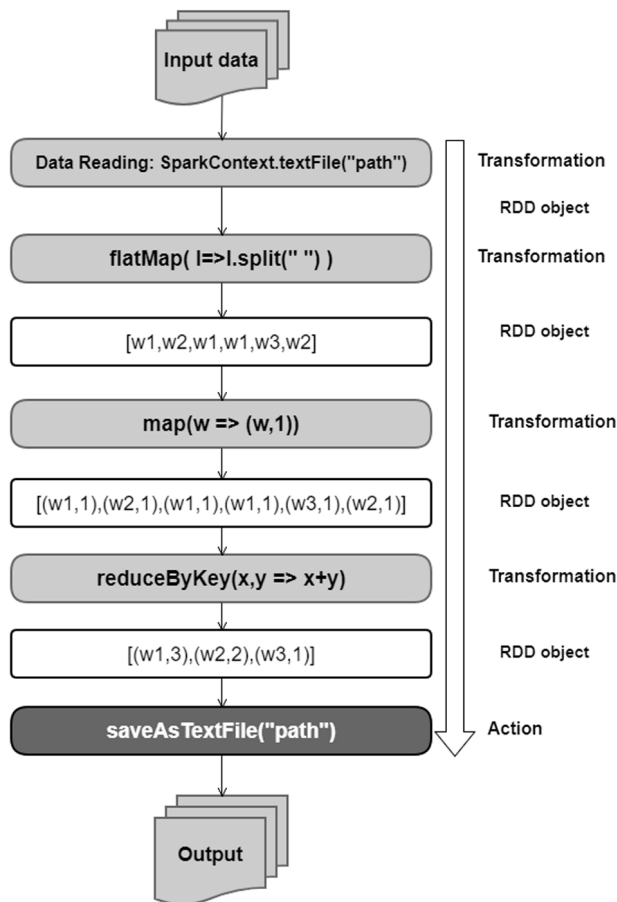 Input data
Data Reading: SparkContext.textFile("path")
Transformation
RDD object
flatMap( l=>l.split(" ") )
Transformation
[w1,w2,w1,w1,w3,w2]
RDD object
map(w => (w,1))
Transformation
[(w1,1),(w2,1),(w1,1),(w1,1),(w3,1),(w2,1)]
RDD object
reduceByKey(x,y => x+y)
Transformation
[(w1,3),(w2,2),(w3,1)]
RDD object
saveAsTextFile("path")
Action
Output